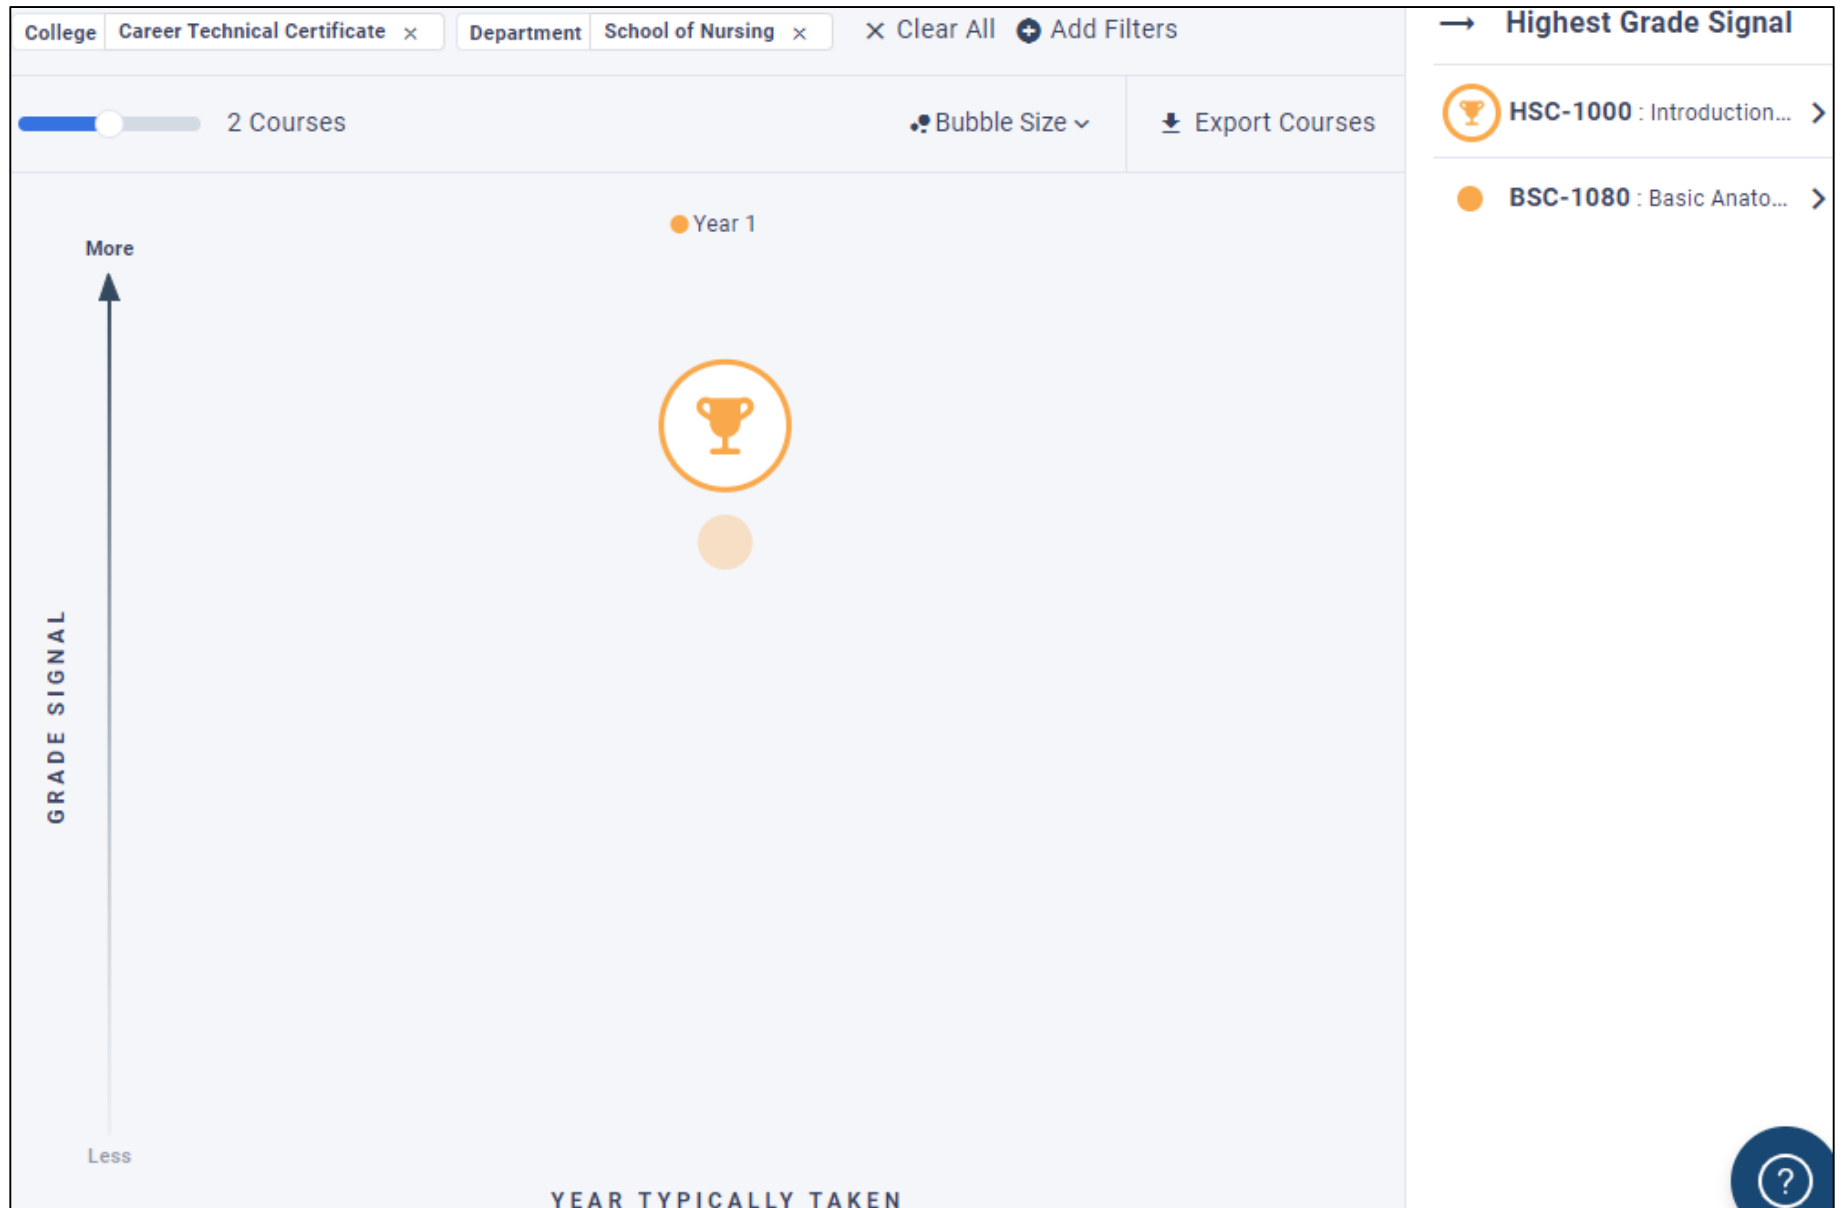 College Career Technical Certificate × Department School of Nursing × × Clear All Add Filters
2 Courses Bubble Size Export Courses
Year 1
More
GRADE SIGNAL
Less
YEAR TYPICALLY TAKEN
Highest Grade Signal
HSC-1000 : Introduction...
BSC-1080 : Basic Anato...
?